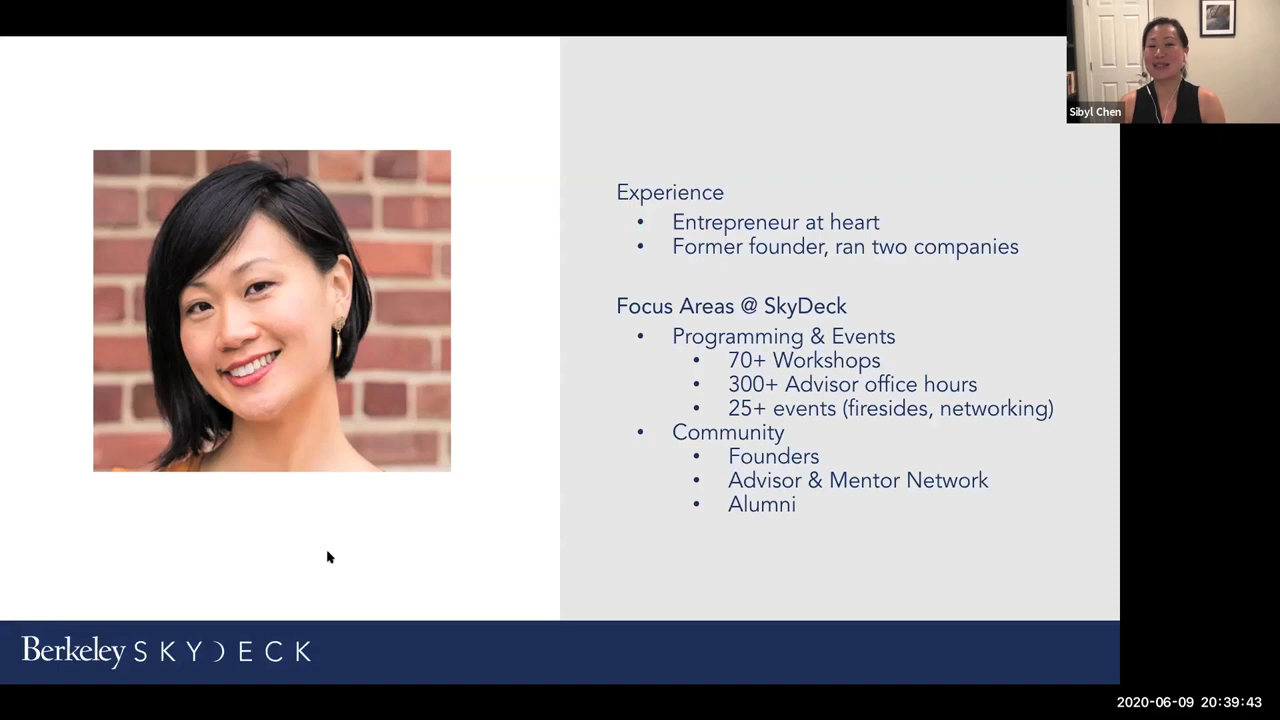 Sibyl Chen
Experience
• Entrepreneur at heart
• Former founder, ran two companies
Focus Areas @ SkyDeck
• Programming & Events
• 70+ Workshops
• 300+ Advisor office hours
• 25+ events (firesides, networking)
• Community
• Founders
• Advisor & Mentor Network
• Alumni
Berkeley SKYDECK
2020-06-09 20:39:43